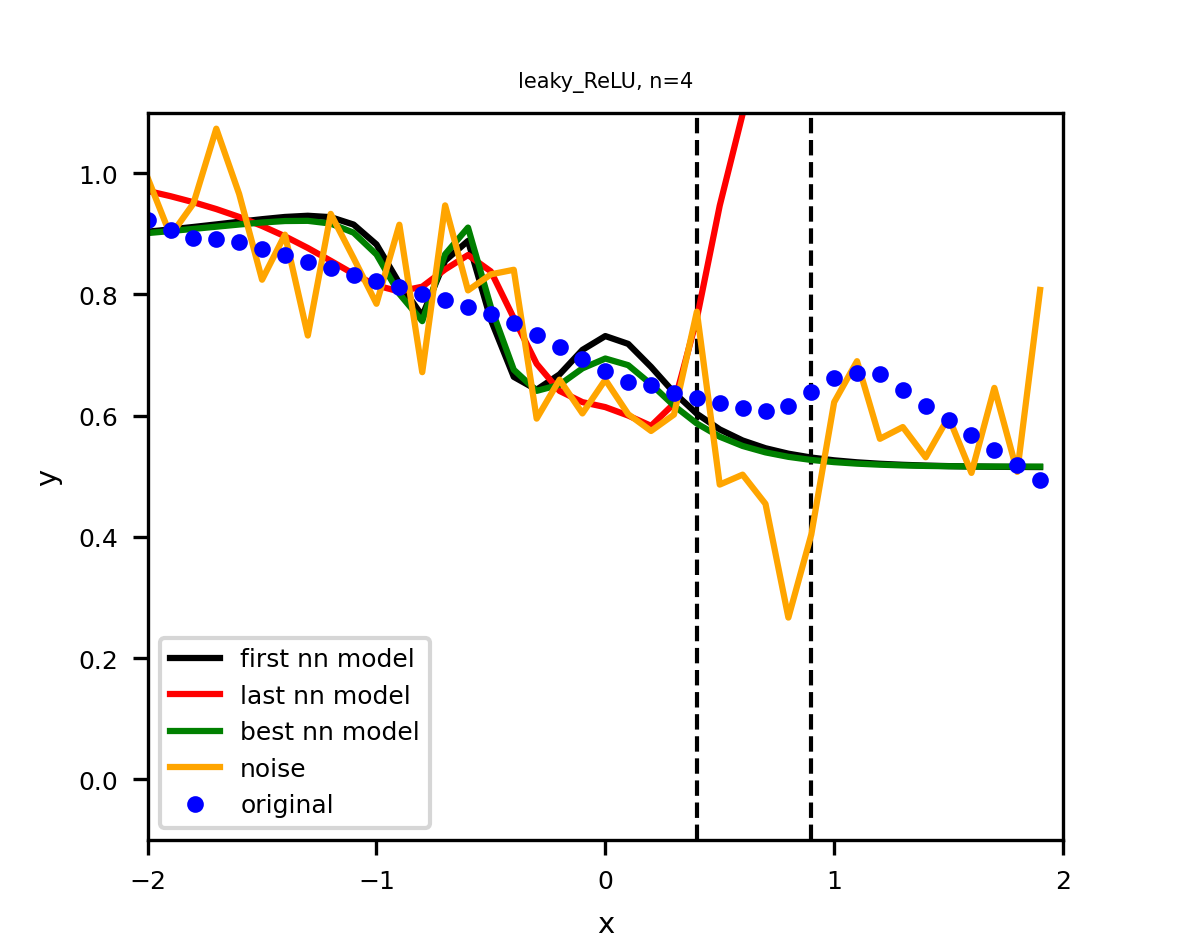 leaky_ReLU, n=4
1.0
0.8
0.6
0.4
0.2
0.0
y
first nn model
last nn model
best nn model
noise
original
−2
−1
0
1
2
x